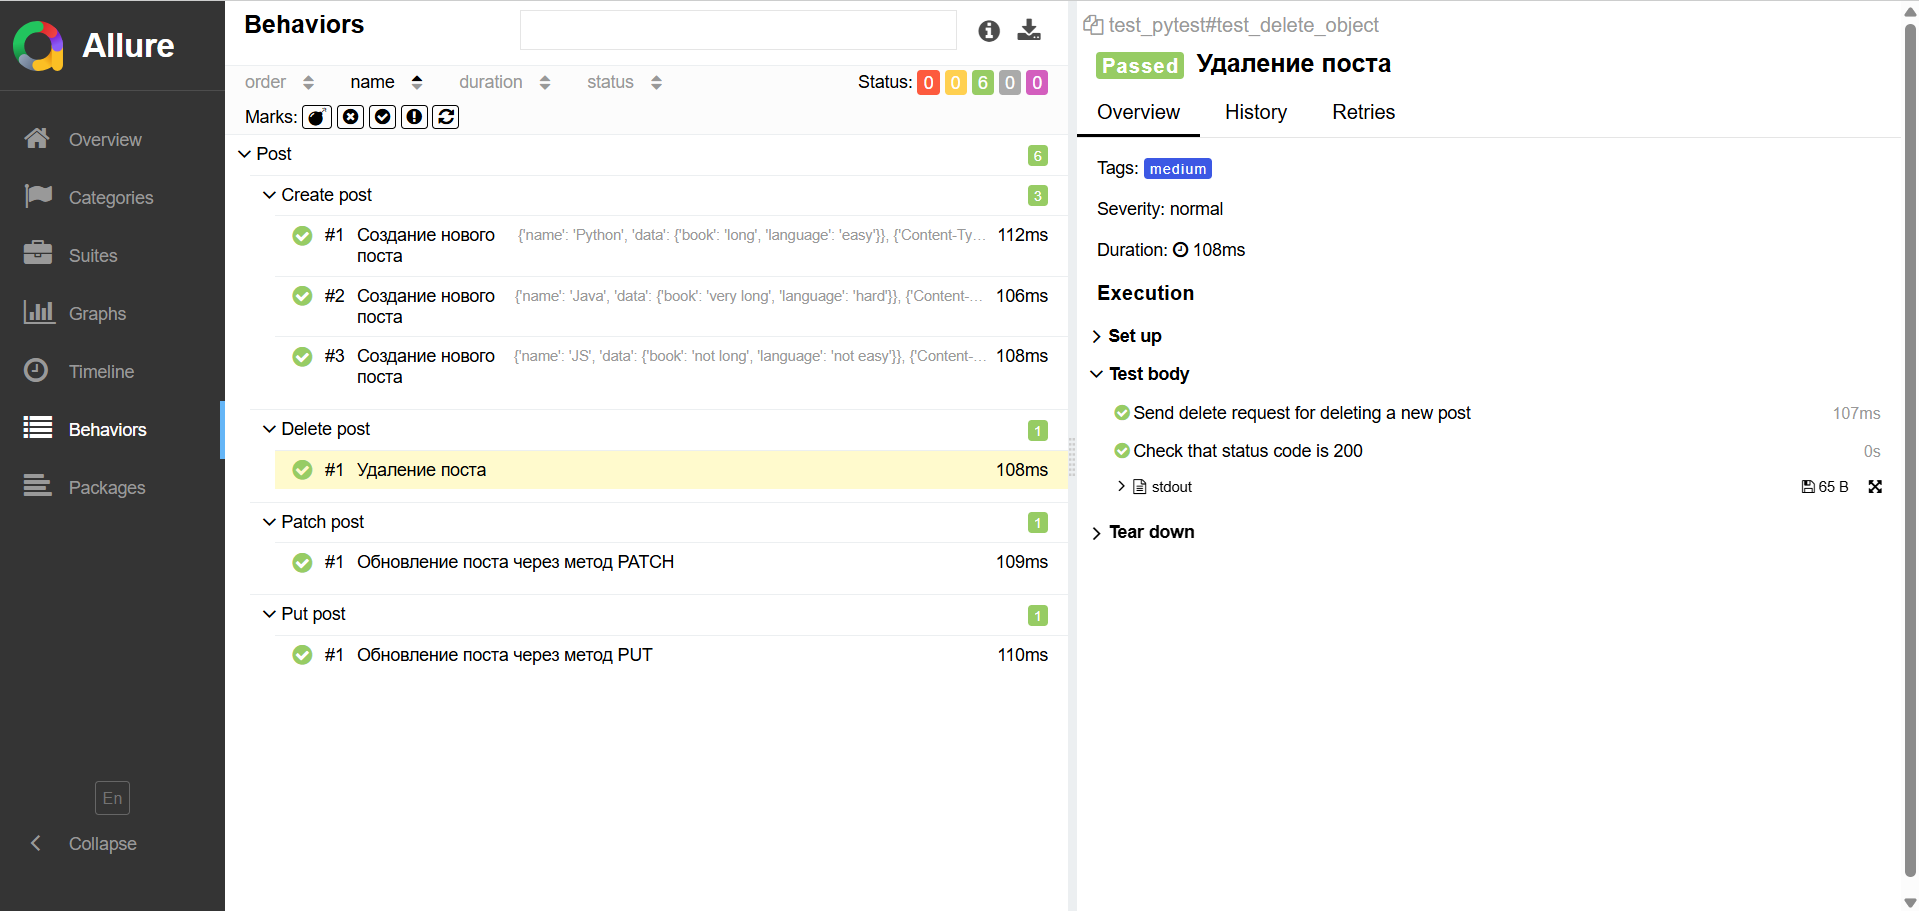 Allure
Overview
Categories
Suites
Graphs
Timeline
Behaviors
Packages
En
Collapse
Behaviors
order name duration status Status: 0 0 6 0 0
Marks:
Post 6
Create post 3
#1 Создание нового поста {'name': 'Python', 'data': {'book': 'long', 'language': 'easy'}}, {'Content-Ty... 112ms
#2 Создание нового поста {'name': 'Java', 'data': {'book': 'very long', 'language': 'hard'}}, {'Content-... 106ms
#3 Создание нового поста {'name': 'JS', 'data': {'book': 'not long', 'language': 'not easy'}}, {'Content-... 108ms
Delete post 1
#1 Удаление поста 108ms
Patch post 1
#1 Обновление поста через метод PATCH 109ms
Put post 1
#1 Обновление поста через метод PUT 110ms
test_pytest#test_delete_object
Passed Удаление поста
Overview History Retries
Tags: medium
Severity: normal
Duration: 108ms
Execution
Set up
Test body
Send delete request for deleting a new post 107ms
Check that status code is 200 0s
stdout 65 B
Tear down